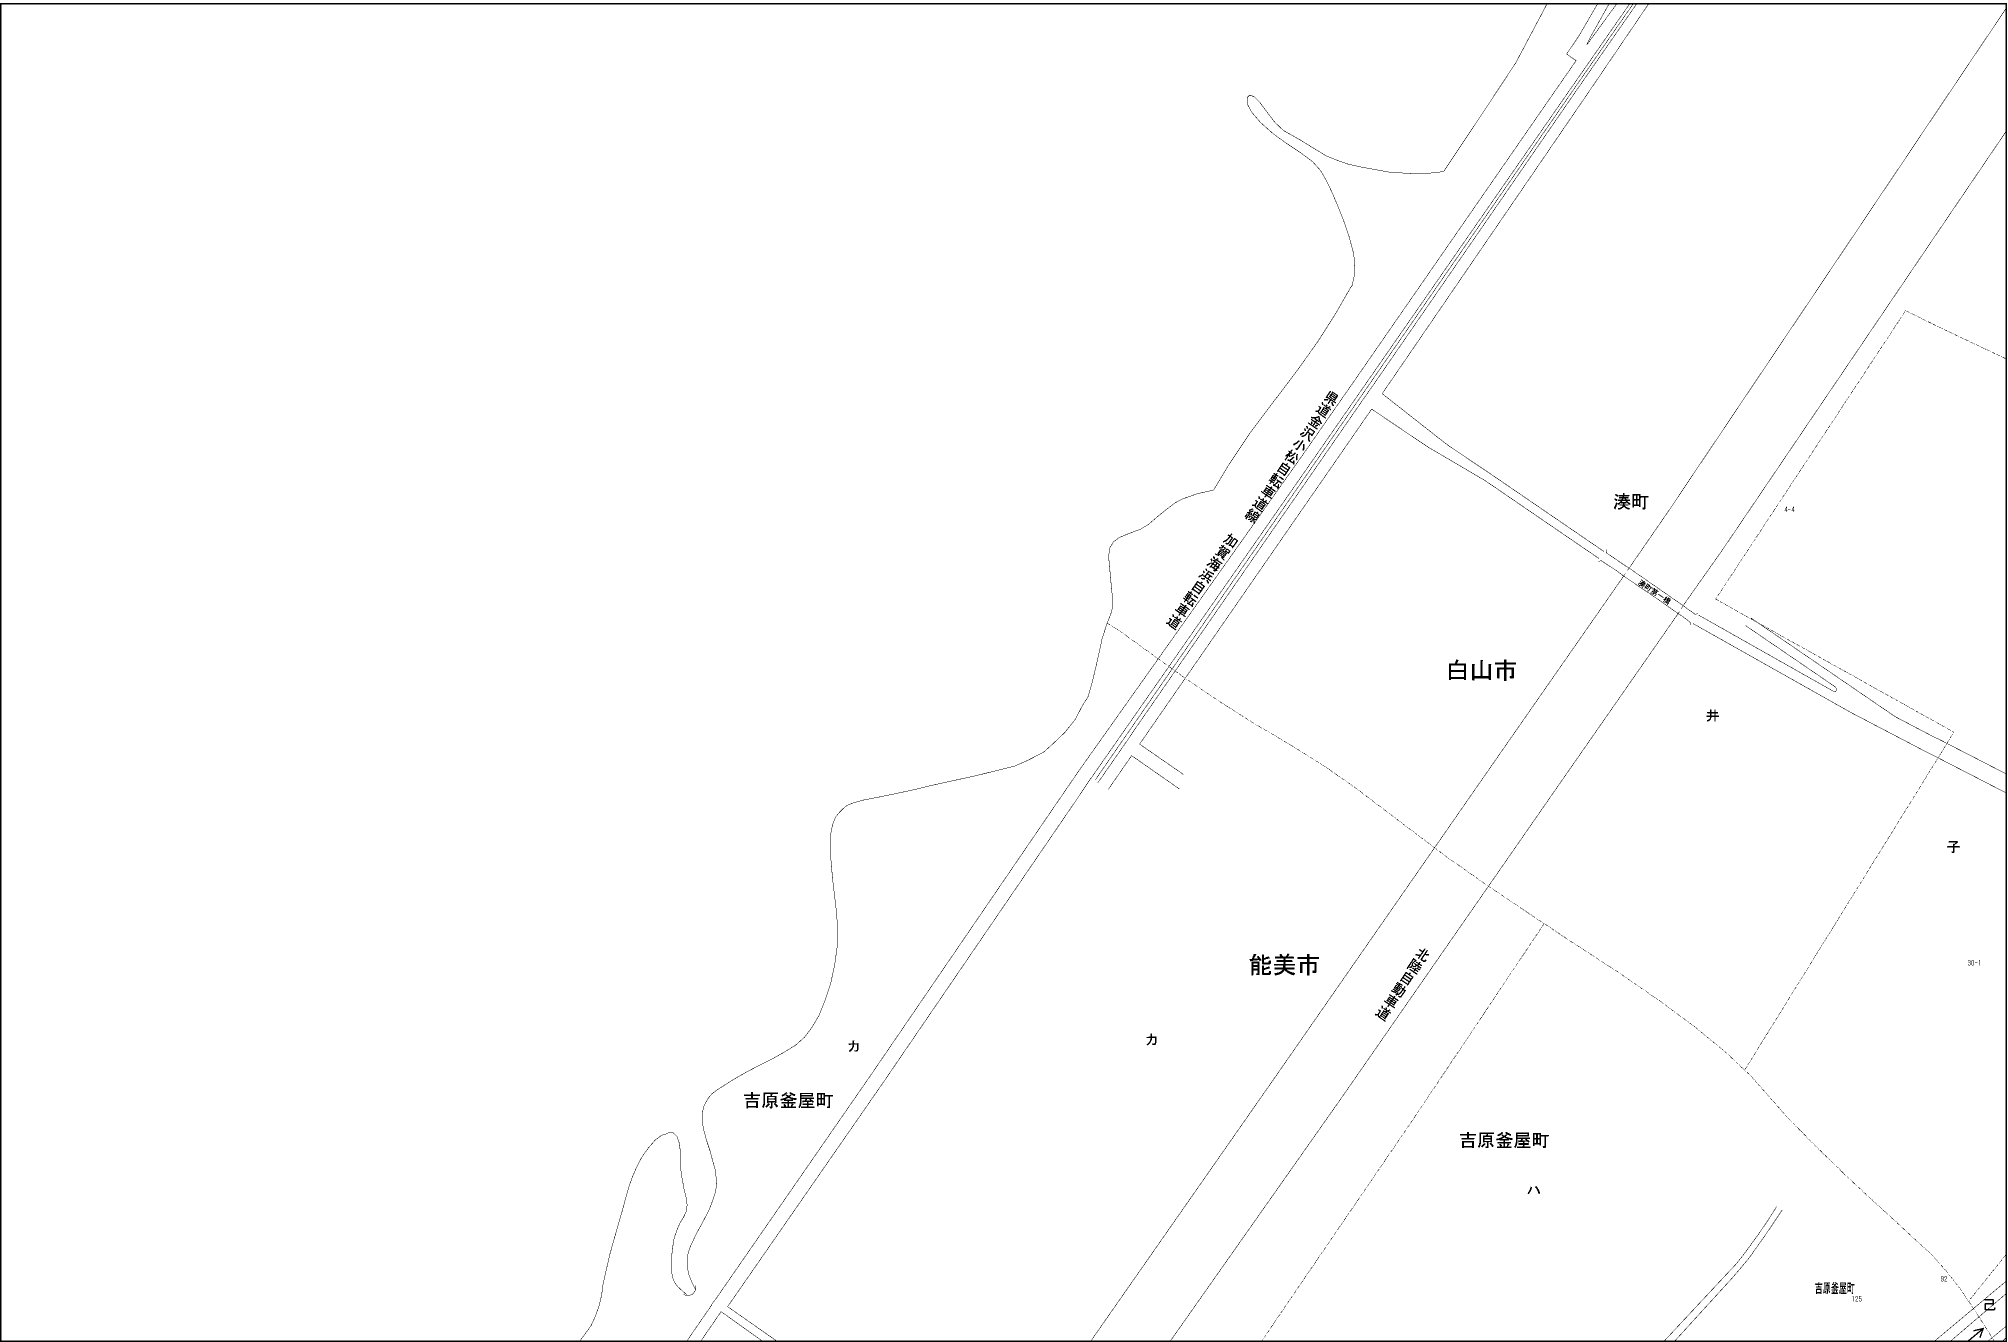 県道金沢小松自転車道線 加賀海浜自転車道
湊町
4-4
湊町第一橋
白山市
井
子
能美市
北陸自動車道
30-1
カ
カ
吉原釜屋町
吉原釜屋町
ハ
吉原釜屋町
125
92
己